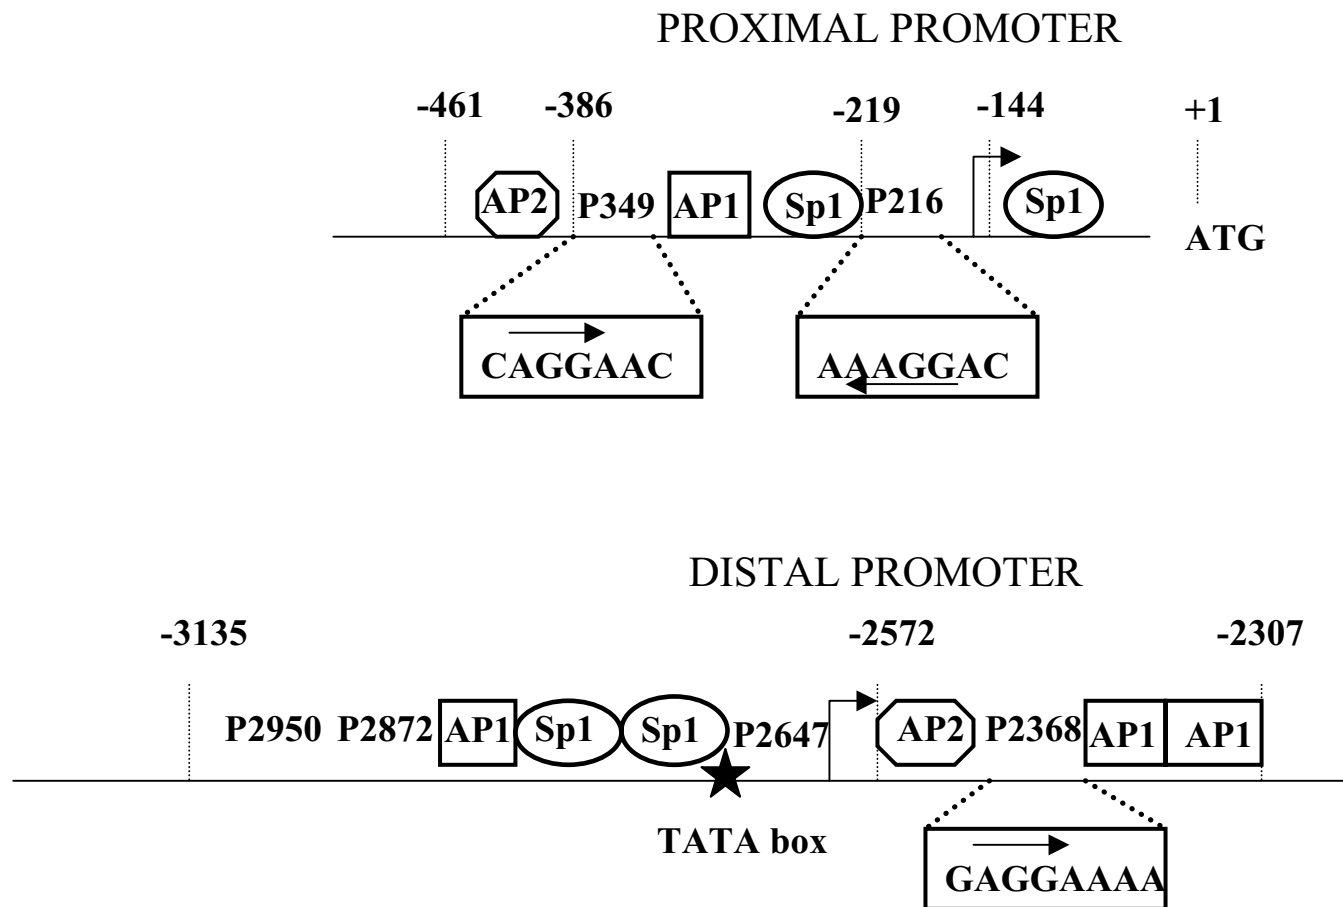 PROXIMAL PROMOTER
-461 -386 -219 -144 +1
AP2 P349 AP1 Sp1 P216 Sp1
ATG
CAGGAAC AAAGGAC
DISTAL PROMOTER
-3135 -2572 -2307
P2950 P2872 AP1 Sp1 Sp1 P2647 AP2 P2368 AP1 AP1
TATA box
GAGGAAAA